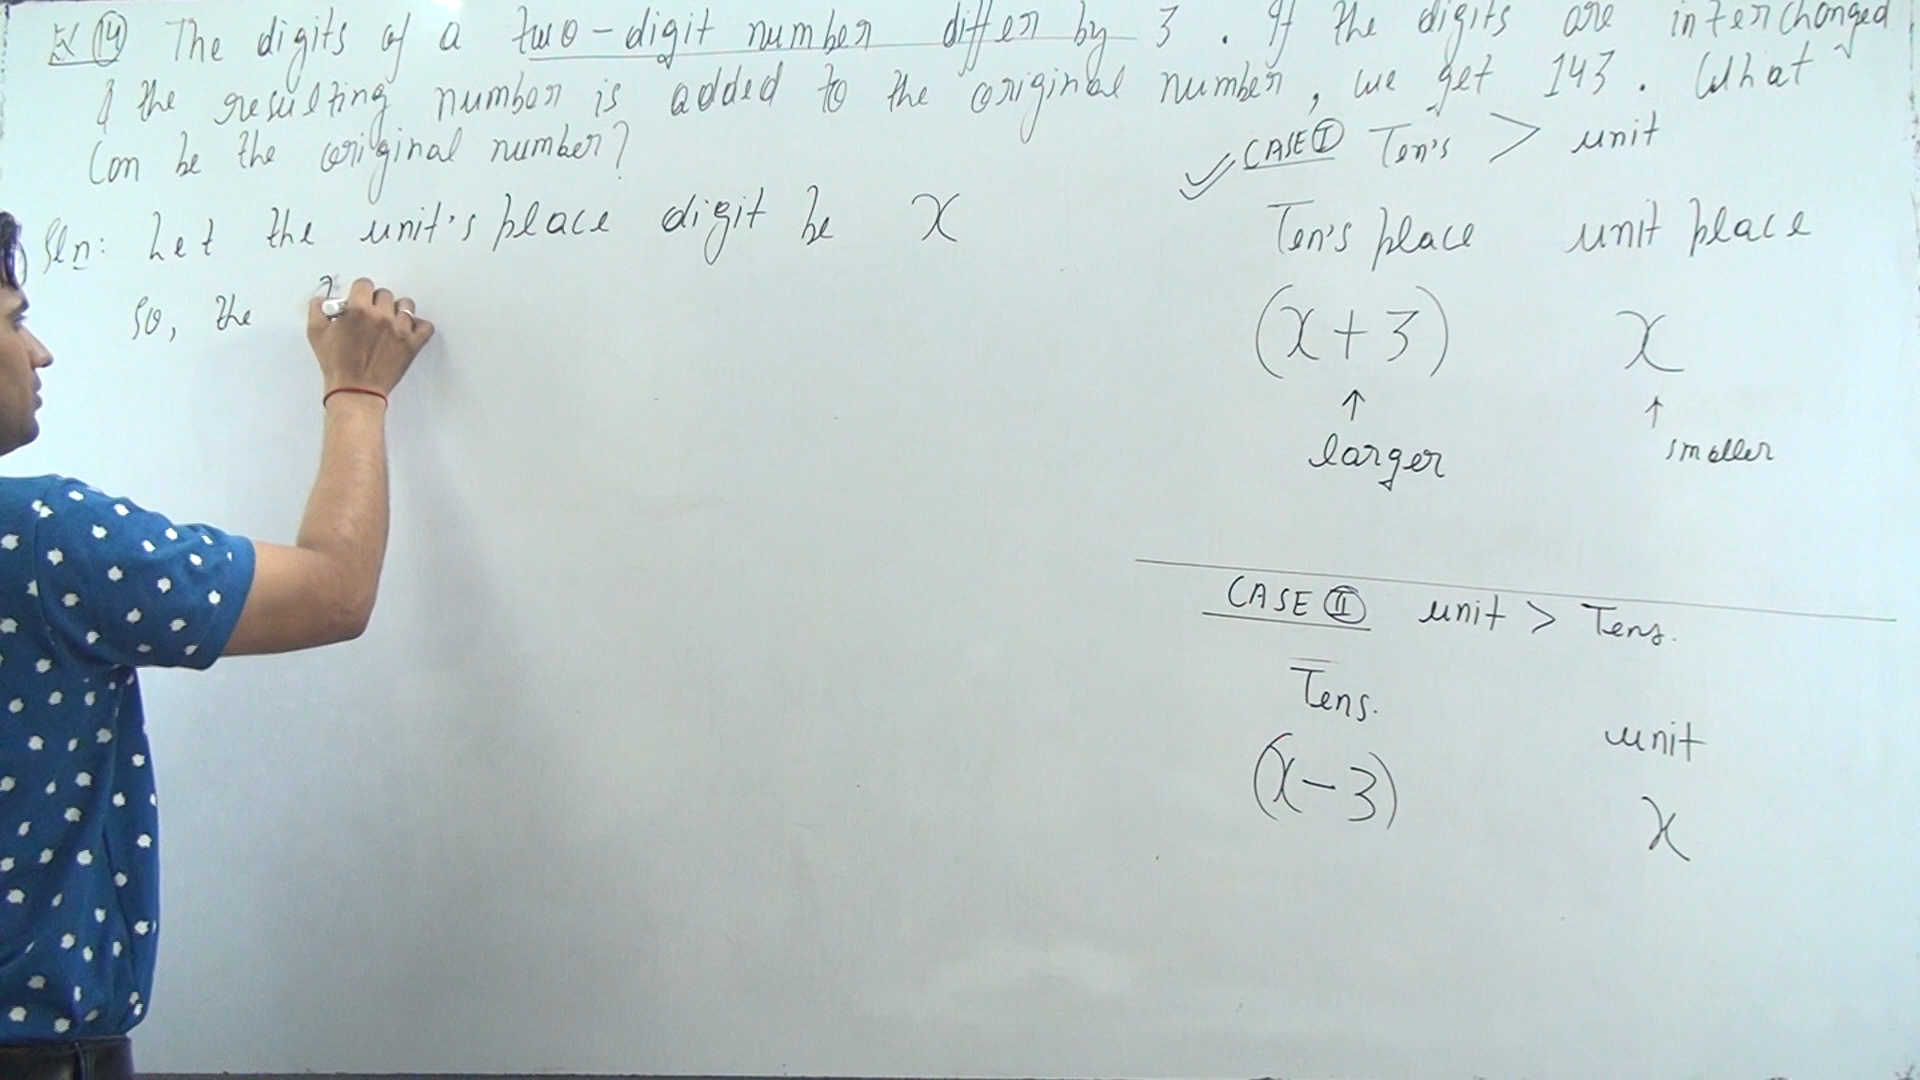 Ex 14 The digits of a two-digit number differ by 3. If the digits are interchanged
& the resulting number is added to the original number, we get 143. What
can be the original number?
Sln: Let the unit's place digit be x
So, the
CASE I Ten's > unit
Ten's place unit place
(x+3) x
↑ ↑
larger smaller
CASE II unit > Tens.
Tens.
unit
(x-3) x